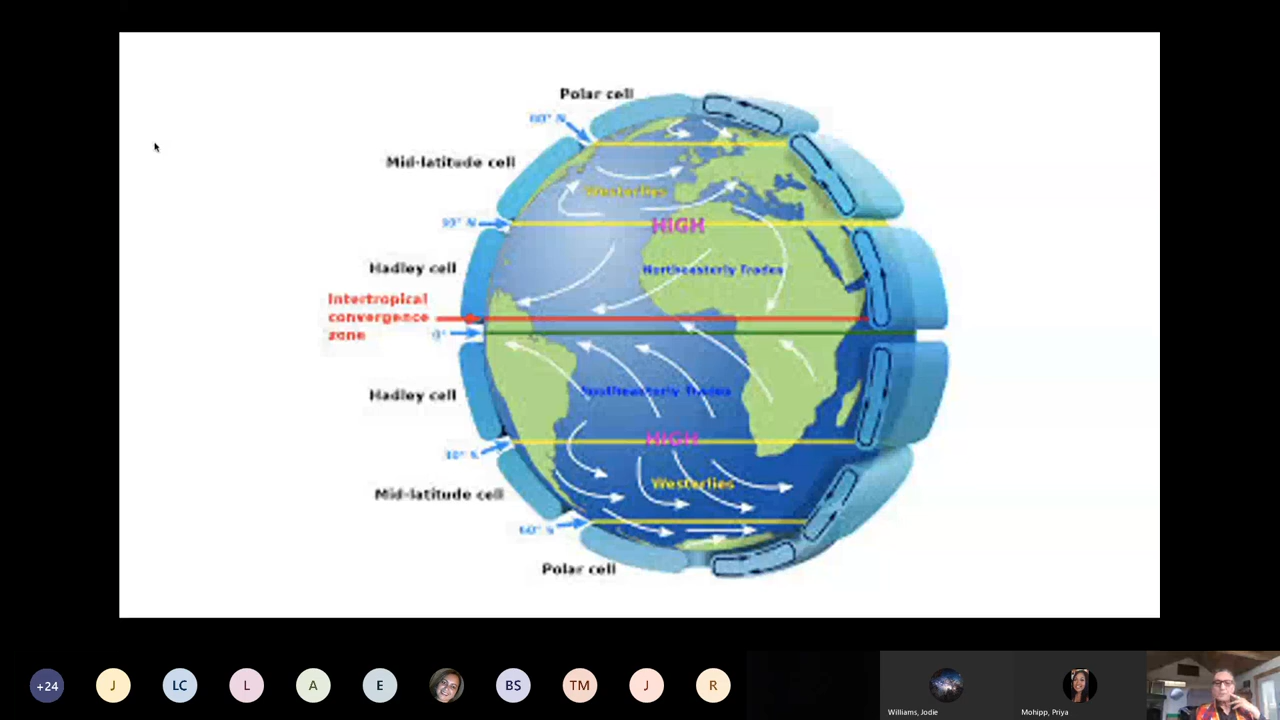 Polar cell
60° N
Mid-latitude cell
Westerlies
30° N
HIGH
Hadley cell
Northeasterly Trades
Intertropical
convergence
zone
0°
Hadley cell
Southeasterly Trades
HIGH
30° S
Westerlies
Mid-latitude cell
60° S
Polar cell
+24
J
LC
L
A
E
BS
TM
J
R
Williams, Jodie
Mohipp, Priya